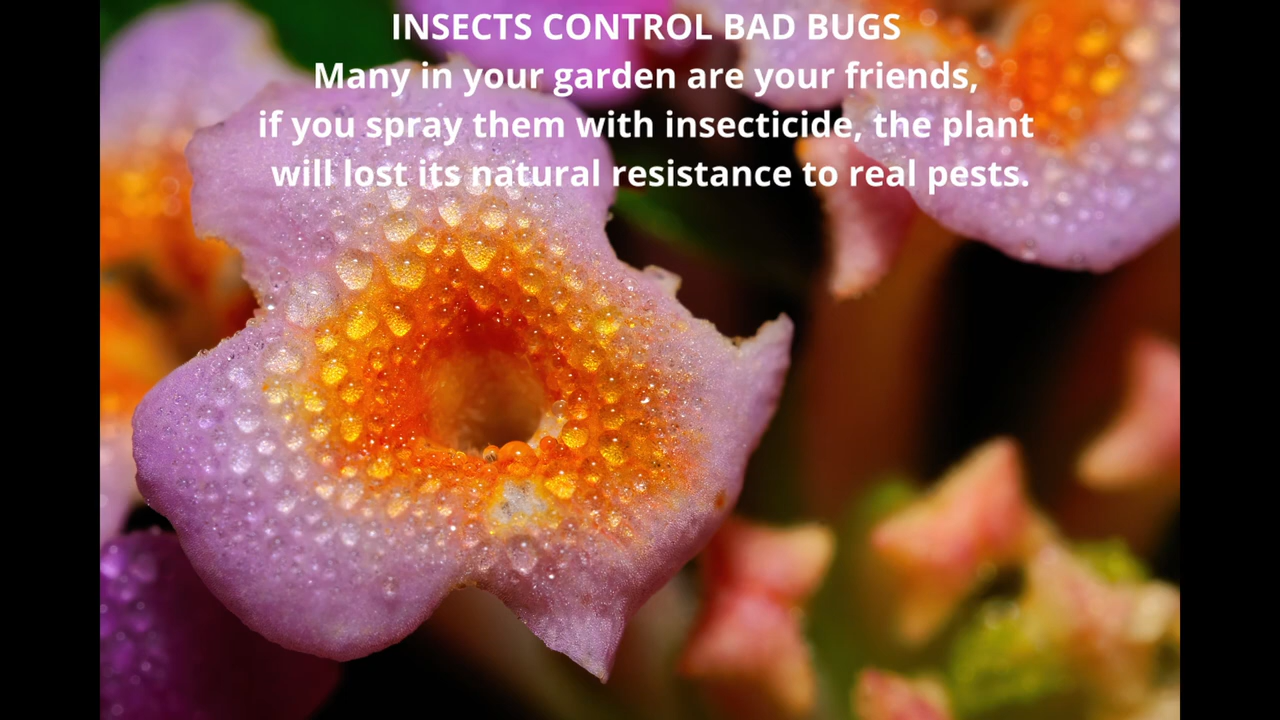 INSECTS CONTROL BAD BUGS
Many in your garden are your friends,
if you spray them with insecticide, the plant
will lost its natural resistance to real pests.